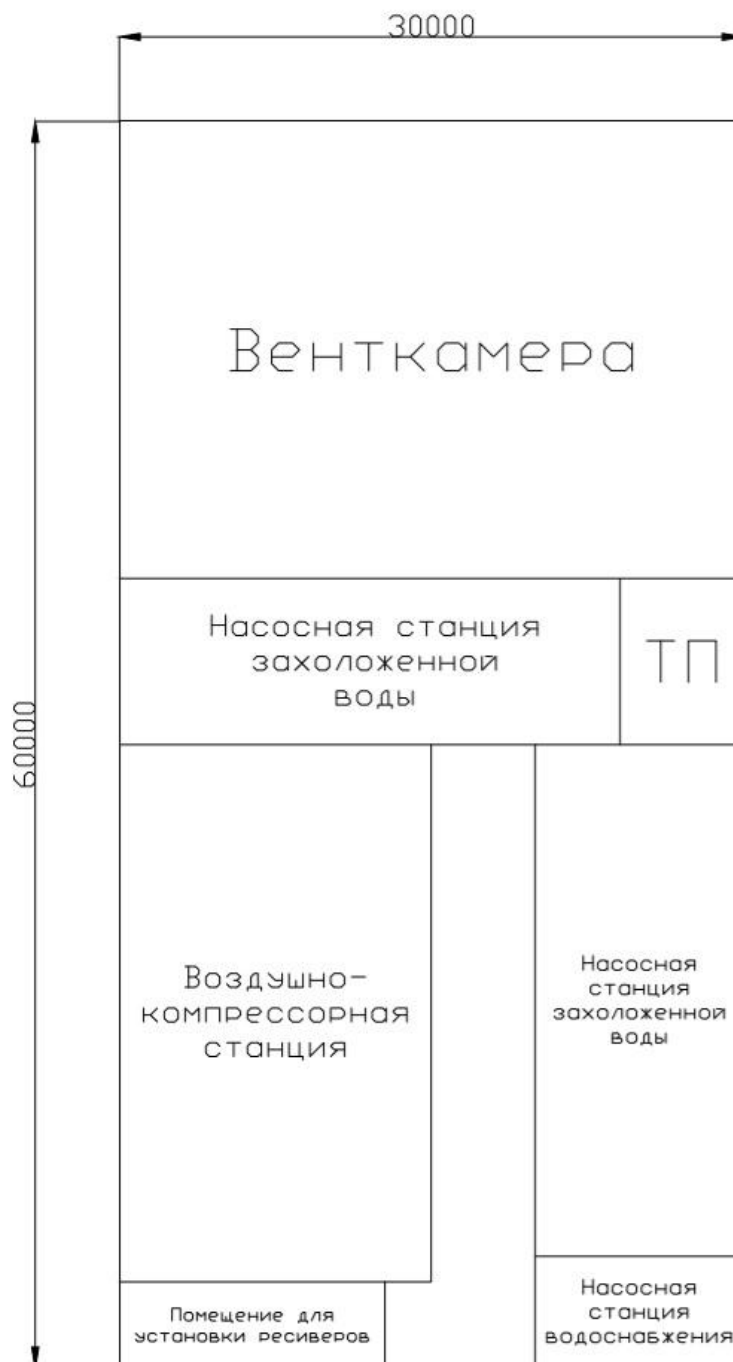 30000
60000
Венткамера
Насосная станция
захоложенной
воды
ТП
Воздушно-
компрессорная
станция
Насосная
станция
захоложенной
воды
Помещение для
установки ресиверов
Насосная
станция
водоснабжения